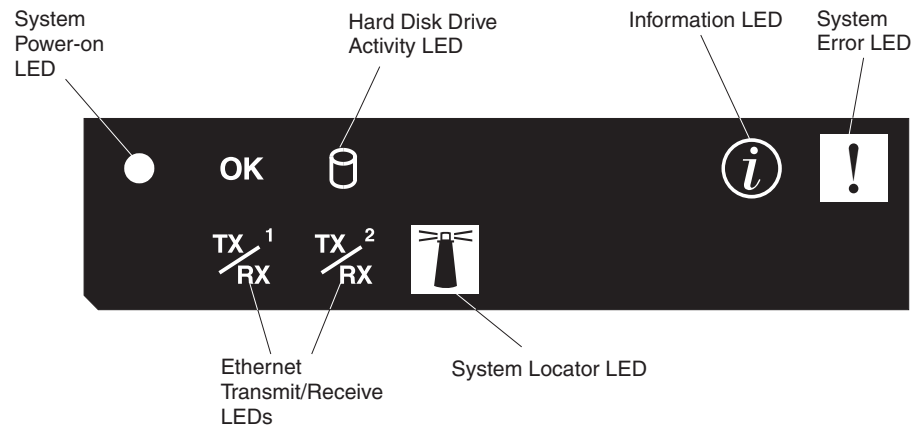 System
Power-on
LED
Hard Disk Drive
Activity LED
Information LED
System
Error LED
OK
i
!
TX 1
RX
TX 2
RX
Ethernet
Transmit/Receive
LEDs
System Locator LED